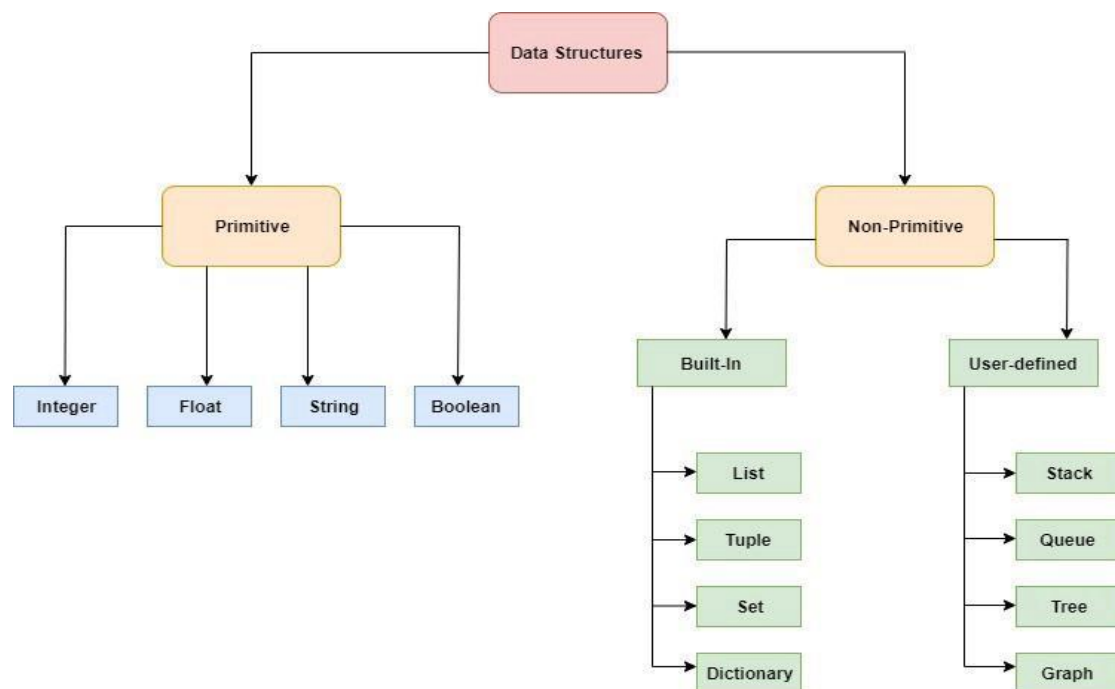 Data Structures
Primitive
Non-Primitive
Built-In
User-defined
Integer
Float
String
Boolean
List
Stack
Tuple
Queue
Set
Tree
Dictionary
Graph